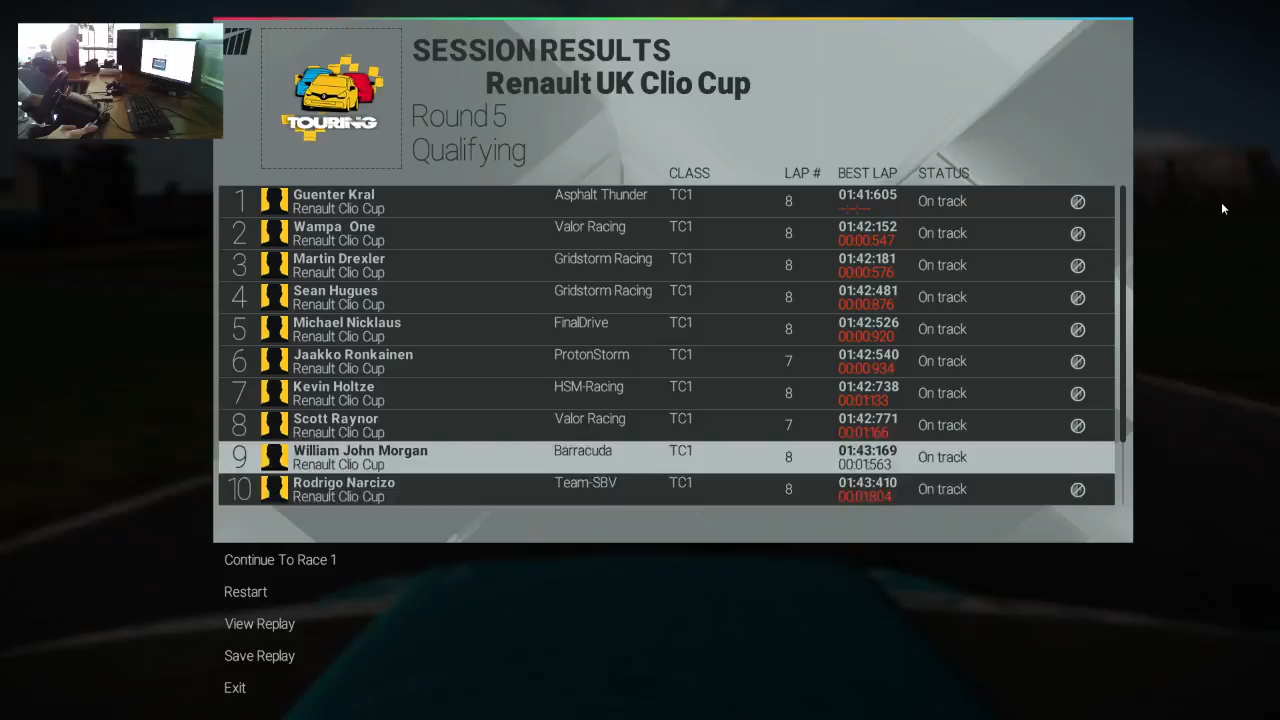 SESSION RESULTS
Renault UK Clio Cup
Round 5
Qualifying
TOURING
CLASS LAP # BEST LAP STATUS
1 Guenter Kral Asphalt Thunder TC1 8 01:41:605 On track
Renault Clio Cup --:--:---
2 Wampa One Valor Racing TC1 8 01:42:152 On track
Renault Clio Cup 00:00:547
3 Martin Drexler Gridstorm Racing TC1 8 01:42:181 On track
Renault Clio Cup 00:00:576
4 Sean Hugues Gridstorm Racing TC1 8 01:42:481 On track
Renault Clio Cup 00:00:876
5 Michael Nicklaus FinalDrive TC1 8 01:42:526 On track
Renault Clio Cup 00:00:920
6 Jaakko Ronkainen ProtonStorm TC1 7 01:42:540 On track
Renault Clio Cup 00:00:934
7 Kevin Holtze HSM-Racing TC1 8 01:42:738 On track
Renault Clio Cup 00:01:133
8 Scott Raynor Valor Racing TC1 7 01:42:771 On track
Renault Clio Cup 00:01:166
9 William John Morgan Barracuda TC1 8 01:43:169 On track
Renault Clio Cup 00:01:563
10 Rodrigo Narcizo Team-SBV TC1 8 01:43:410 On track
Renault Clio Cup 00:01:804
Continue To Race 1
Restart
View Replay
Save Replay
Exit